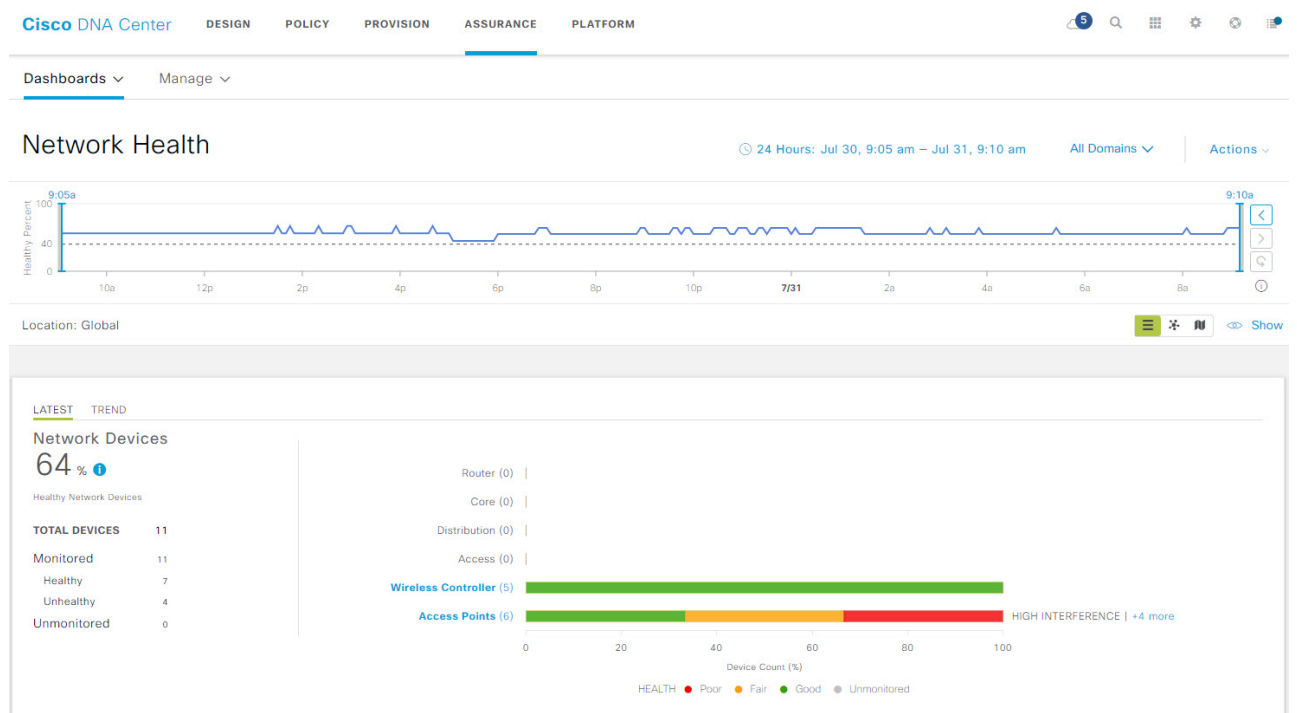 Cisco DNA Center DESIGN POLICY PROVISION ASSURANCE PLATFORM 5
Dashboards Manage
Network Health
24 Hours: Jul 30, 9:05 am – Jul 31, 9:10 am All Domains Actions
9:05a 9:10a
Healthy Percent
100
40
0
10a 12p 2p 4p 6p 8p 10p 7/31 2a 4a 6a 8a
Location: Global Show
LATEST TREND
Network Devices
64 %
Healthy Network Devices
TOTAL DEVICES 11
Monitored 11
Healthy 7
Unhealthy 4
Unmonitored 0
Router (0)
Core (0)
Distribution (0)
Access (0)
Wireless Controller (5)
Access Points (6) HIGH INTERFERENCE | +4 more
0 20 40 60 80 100
Device Count (%)
HEALTH Poor Fair Good Unmonitored